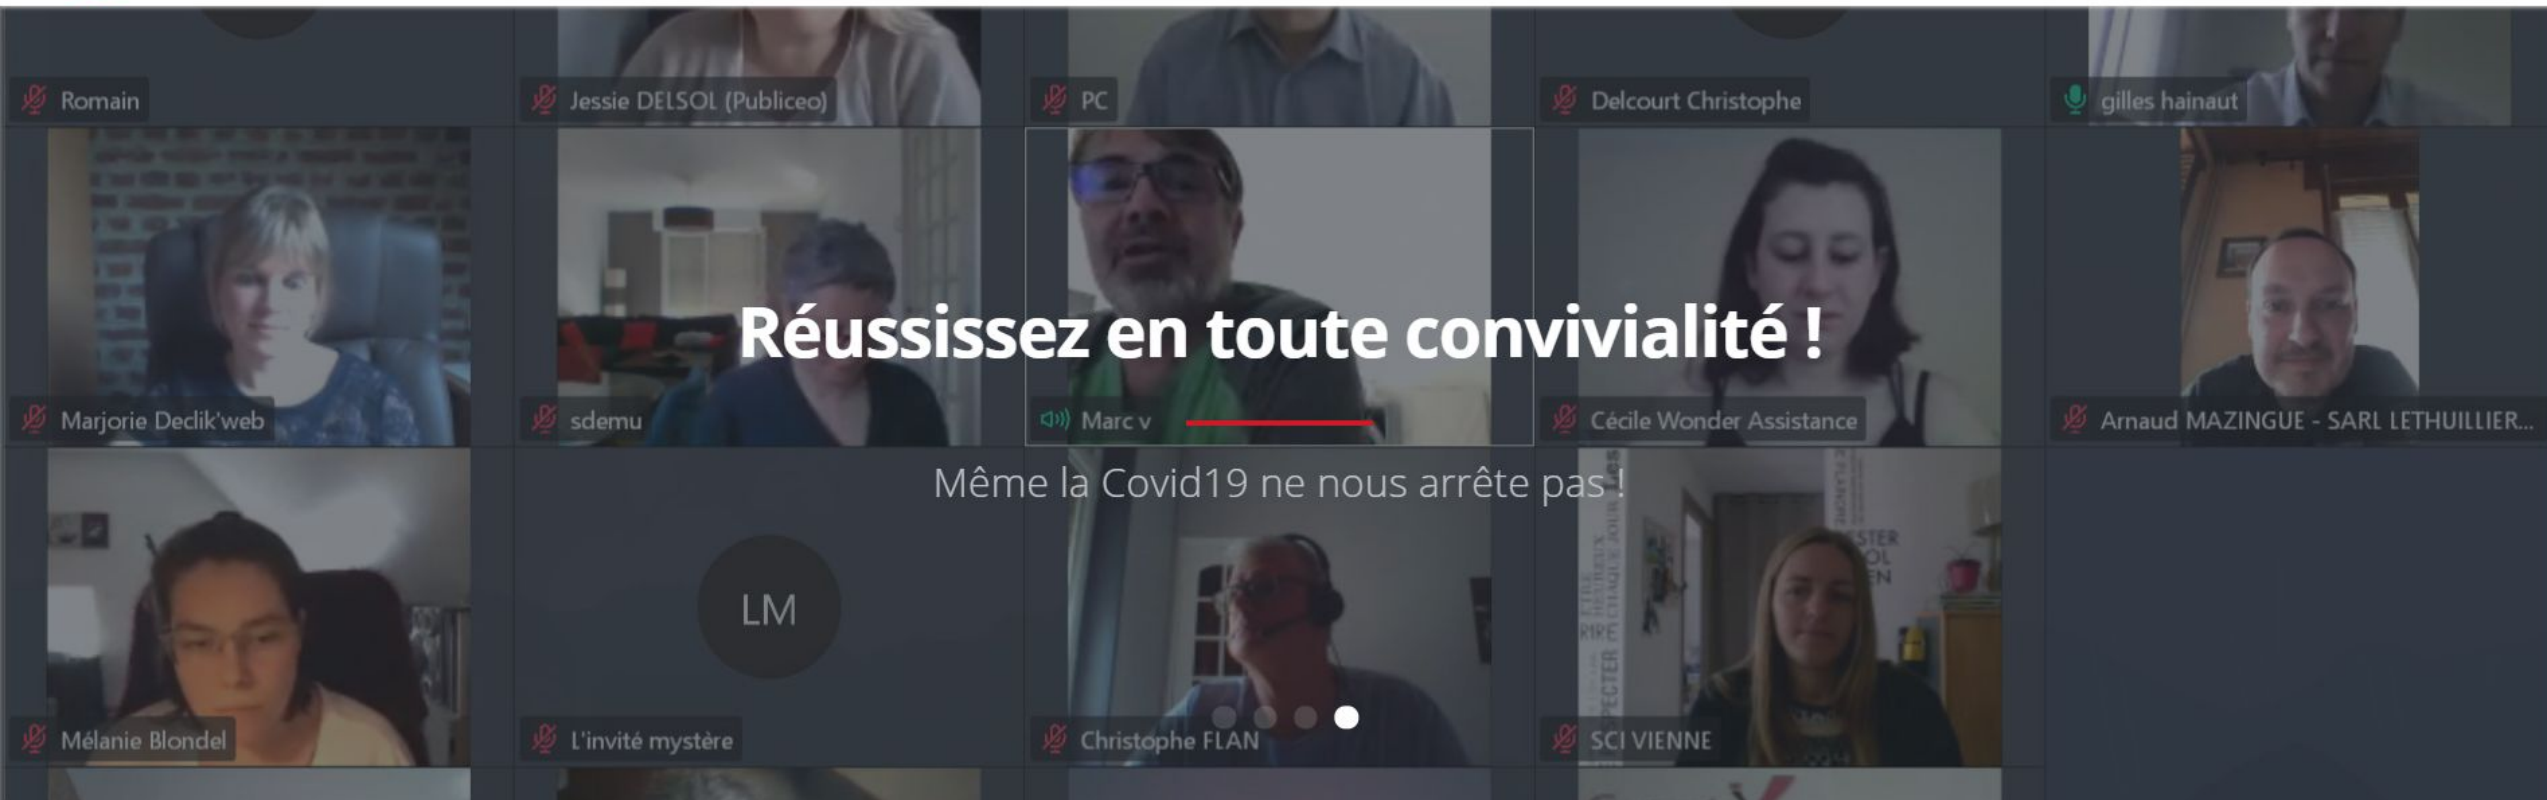 Romain
Jessie DELSOL (Publiceo)
PC
Delcourt Christophe
gilles hainaut
Réussissez en toute convivialité !
Marjorie Declik'web
sdemu
Marc v
Cécile Wonder Assistance
Arnaud MAZINGUE - SARL LETHUILLIER...
Même la Covid19 ne nous arrête pas !
LM
Mélanie Blondel
L'invité mystère
Christophe FLAN
SCI VIENNE